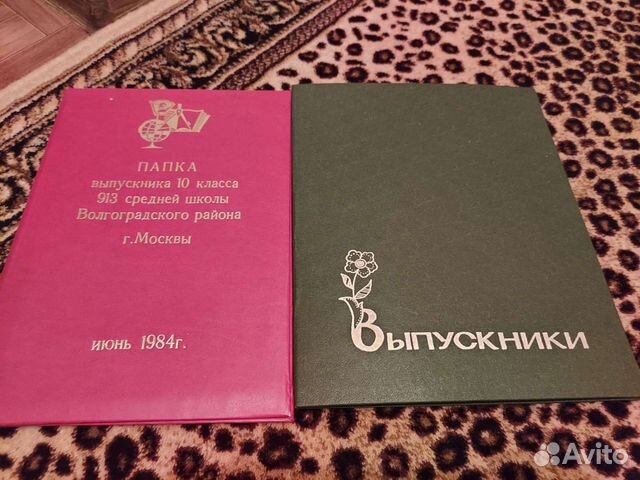 ПАПКА
выпускника 10 класса
913 средней школы
Волгоградского района
г. Москвы
июнь 1984г.
Выпускники
Avito